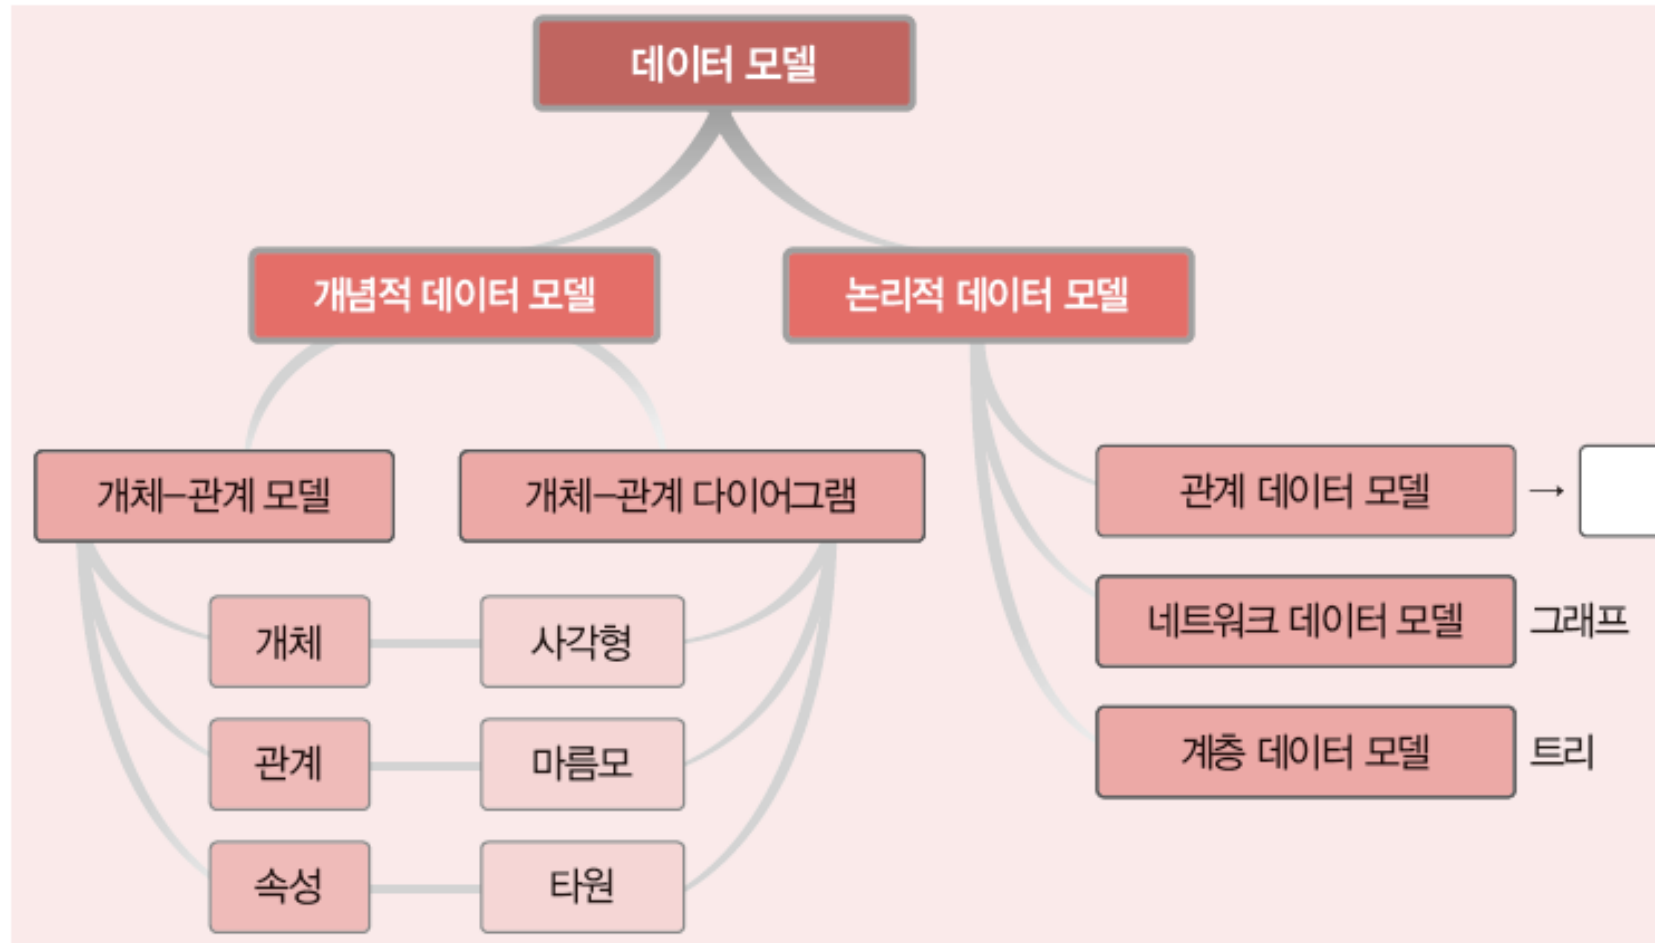 데이터 모델
개념적 데이터 모델
논리적 데이터 모델
개체-관계 모델
개체-관계 다이어그램
관계 데이터 모델 →
네트워크 데이터 모델 그래프
계층 데이터 모델 트리
개체 사각형
관계 마름모
속성 타원